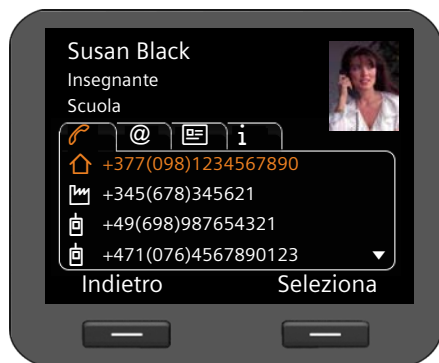 Susan Black
Insegnante
Scuola
@ i
+377(098)1234567890
+345(678)345621
+49(698)987654321
+471(076)4567890123
Indietro Seleziona